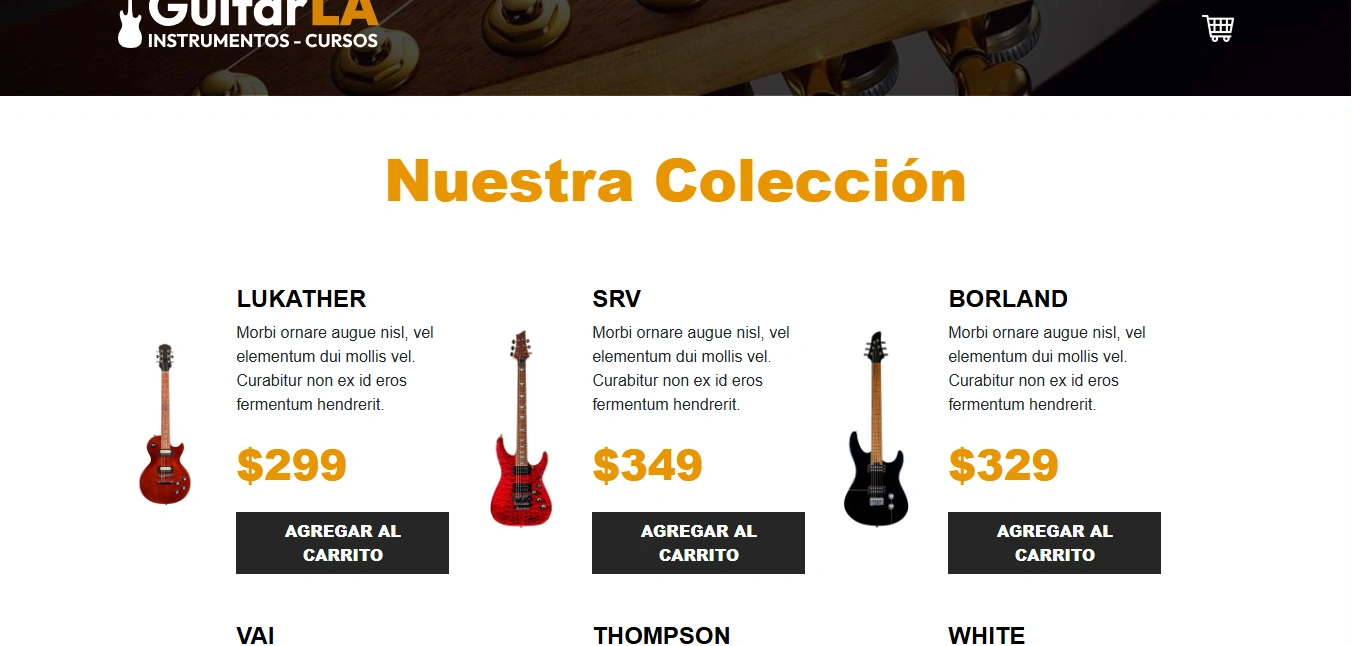 GuitarLA
INSTRUMENTOS - CURSOS
Nuestra Colección
LUKATHER
Morbi ornare augue nisl, vel
elementum dui mollis vel.
Curabitur non ex id eros
fermentum hendrerit.
$299
AGREGAR AL
CARRITO
SRV
Morbi ornare augue nisl, vel
elementum dui mollis vel.
Curabitur non ex id eros
fermentum hendrerit.
$349
AGREGAR AL
CARRITO
BORLAND
Morbi ornare augue nisl, vel
elementum dui mollis vel.
Curabitur non ex id eros
fermentum hendrerit.
$329
AGREGAR AL
CARRITO
VAI
THOMPSON
WHITE